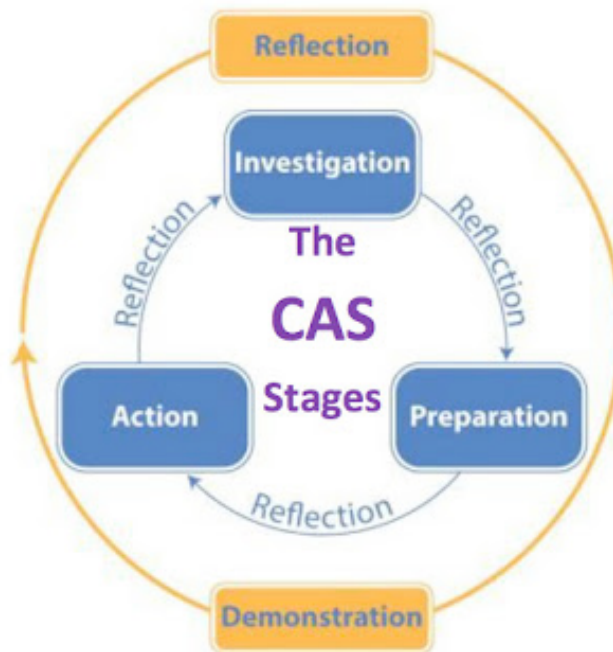 Reflection
Investigation
Reflection
Reflection
The
CAS
Stages
Action
Preparation
Reflection
Demonstration